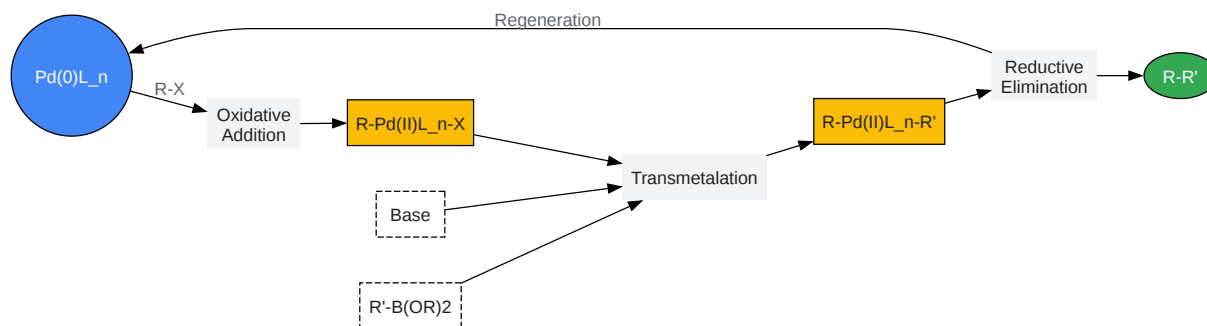 Regeneration
Pd(0)L_n
R-X
Oxidative
Addition
R-Pd(II)L_n-X
Base
R'-B(OR)2
Transmetalation
R-Pd(II)L_n-R'
Reductive
Elimination
R-R'